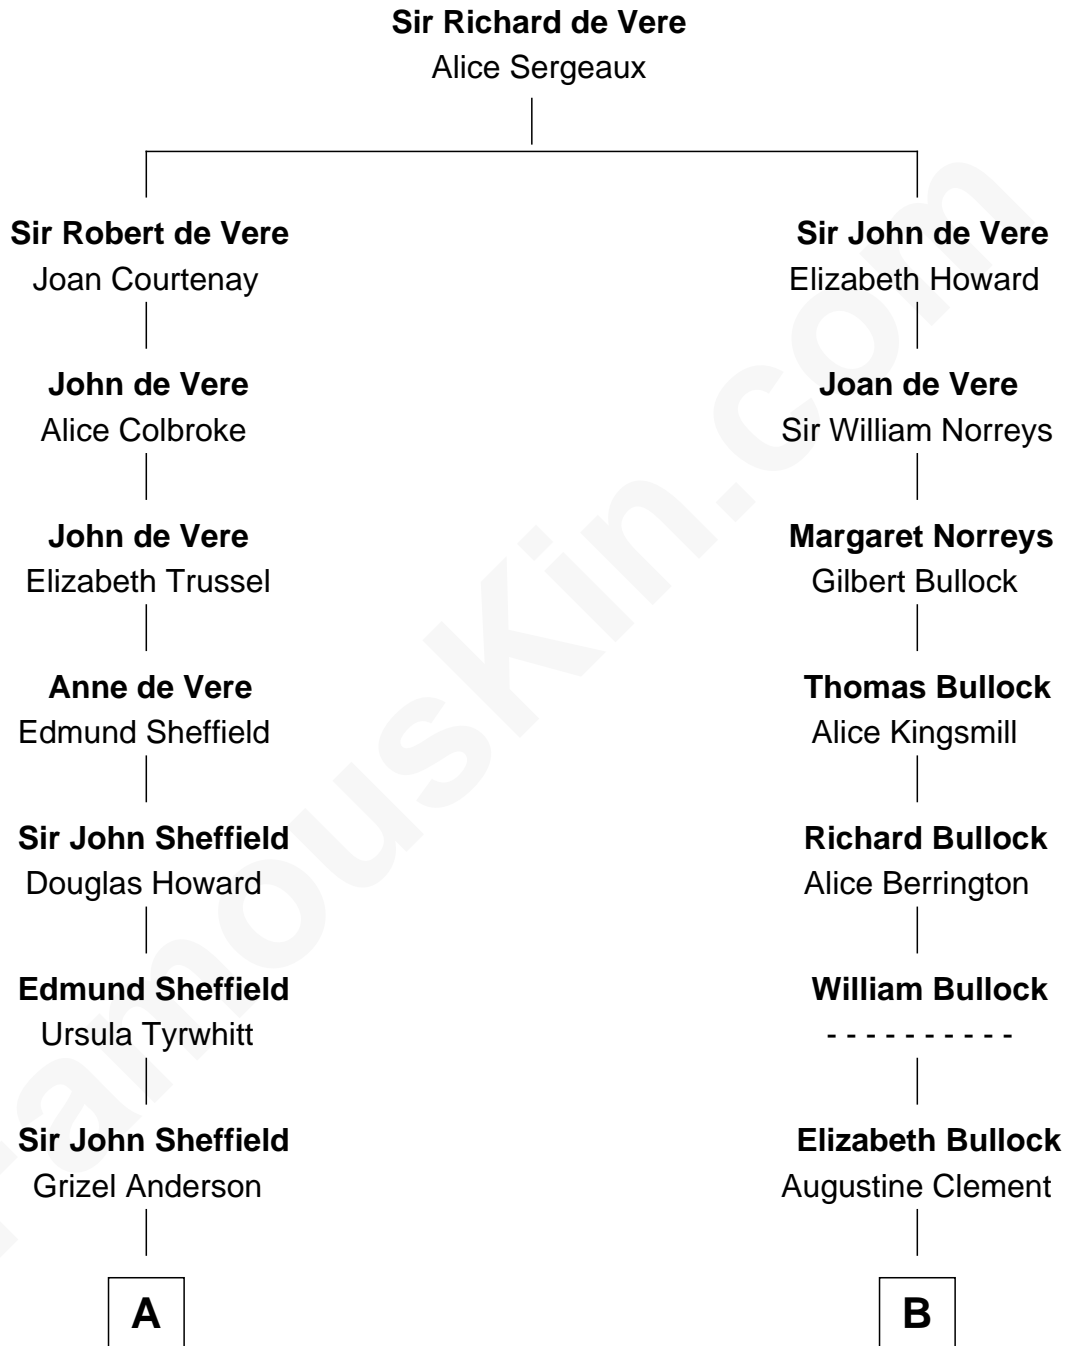 Sir Richard de Vere
Alice Sergeaux
Sir Robert de Vere
Joan Courtenay
Sir John de Vere
Elizabeth Howard
John de Vere
Alice Colbroke
Joan de Vere
Sir William Norreys
John de Vere
Elizabeth Trussel
Margaret Norreys
Gilbert Bullock
Anne de Vere
Edmund Sheffield
Thomas Bullock
Alice Kingsmill
Sir John Sheffield
Douglas Howard
Richard Bullock
Alice Berrington
Edmund Sheffield
Ursula Tyrwhitt
William Bullock
- - - - - - - - - -
Sir John Sheffield
Grizel Anderson
Elizabeth Bullock
Augustine Clement
A
B
FamousKin.com